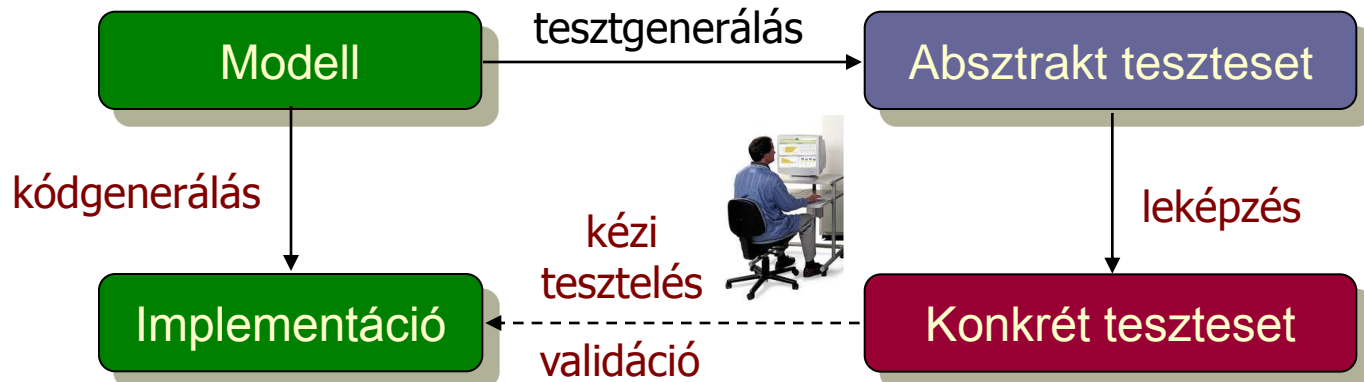 tesztgenerálás
Modell
Absztrakt teszteset
kódgenerálás
leképzés
kézi
tesztelés
Implementáció
Konkrét teszteset
validáció